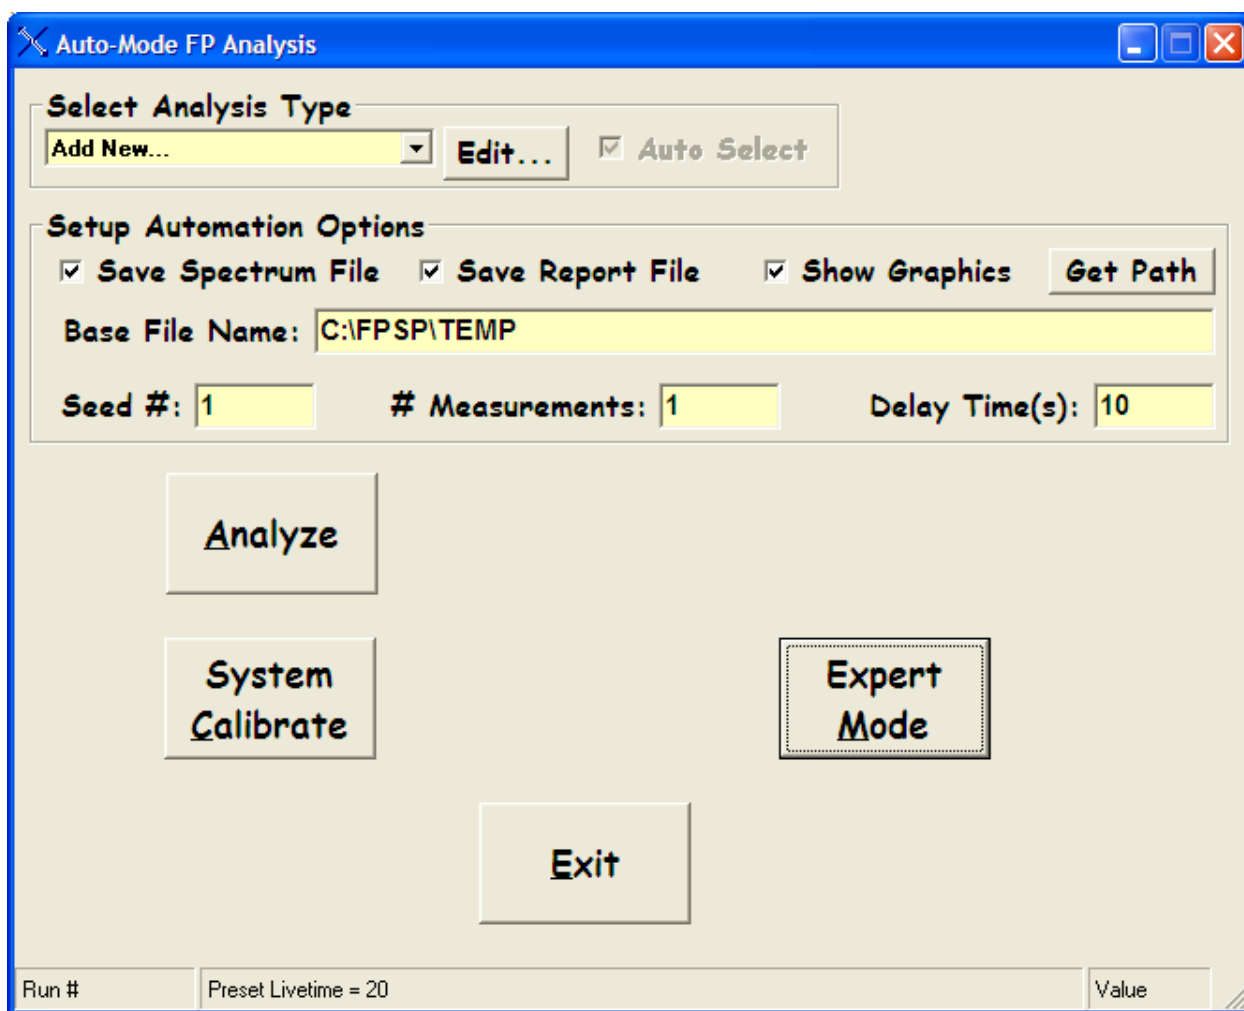 Auto-Mode FP Analysis
Select Analysis Type
Add New... Edit... Auto Select
Setup Automation Options
Save Spectrum File Save Report File Show Graphics Get Path
Base File Name: C:\FPSP\TEMP
Seed #: 1 # Measurements: 1 Delay Time(s): 10
Analyze
System
Calibrate
Expert
Mode
Exit
Run # Preset Livetime = 20 Value